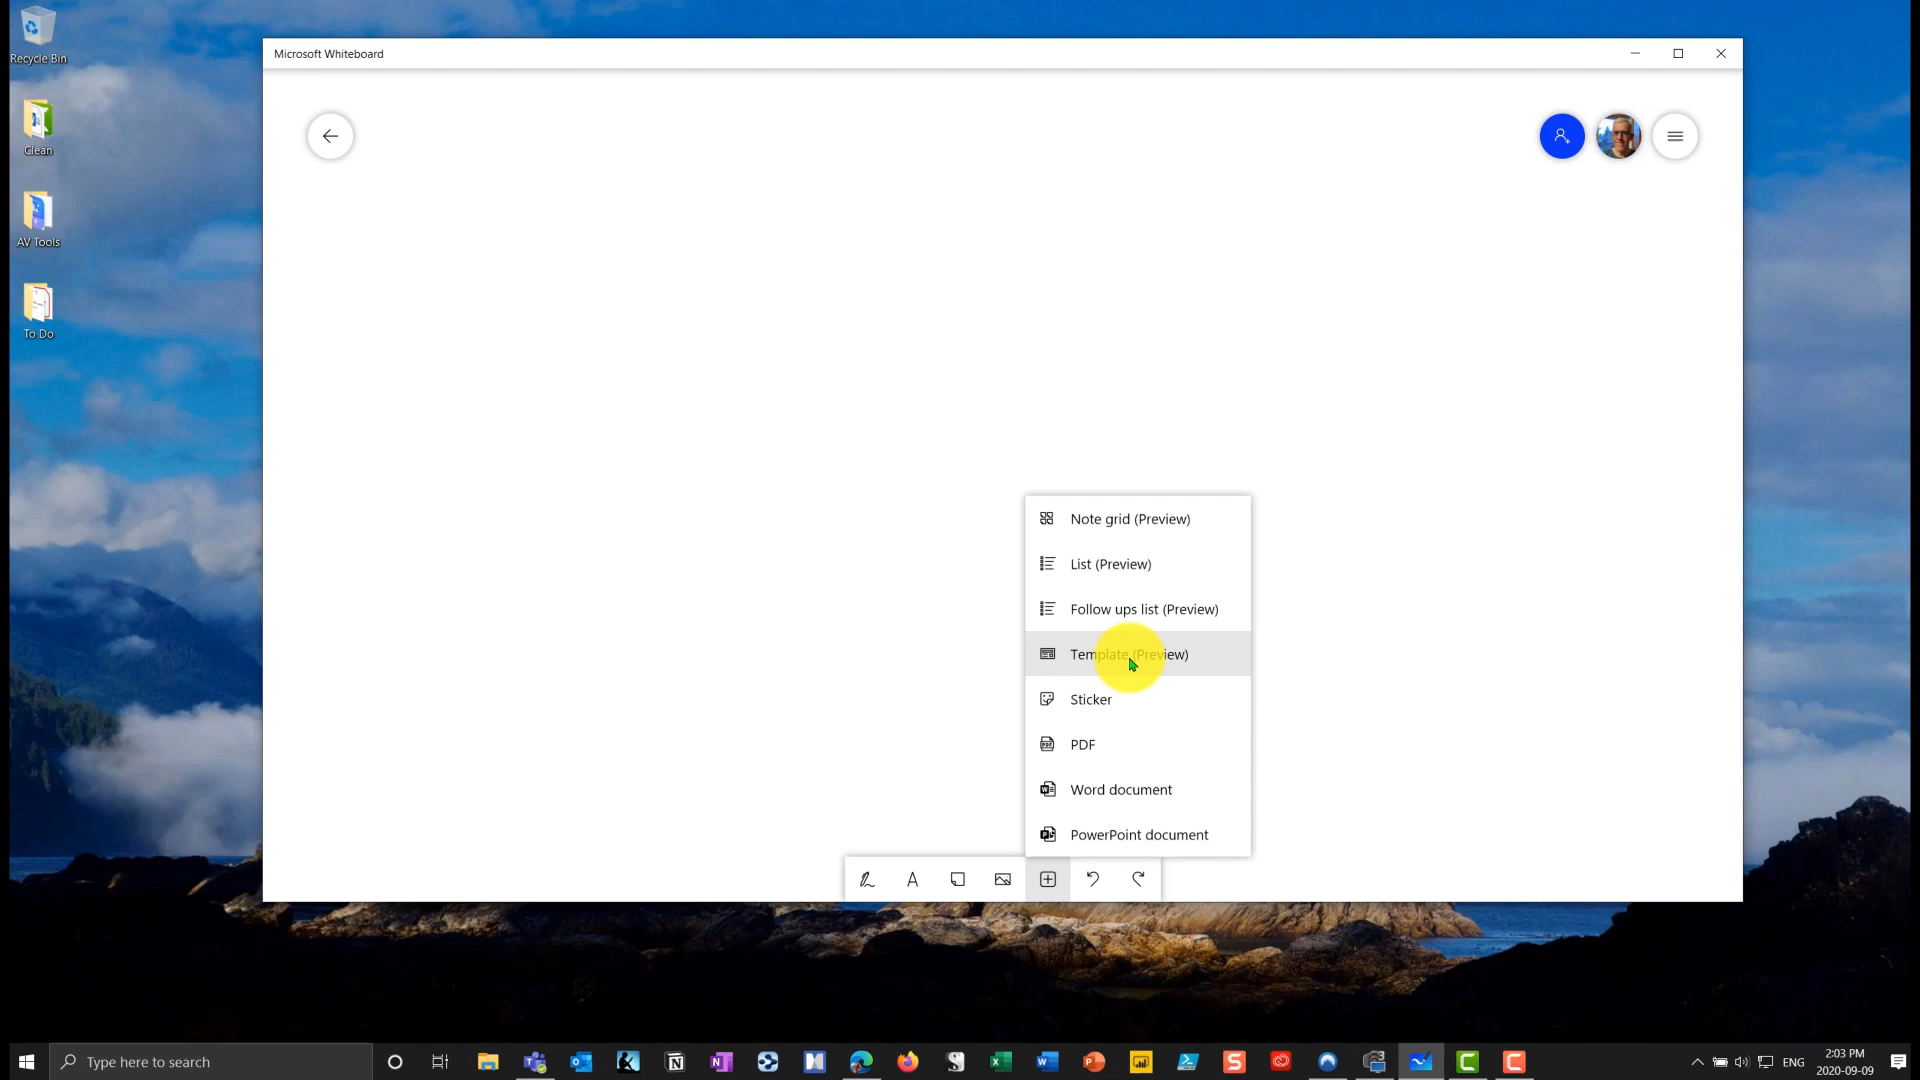 Recycle Bin
Clean
AV Tools
To Do
Microsoft Whiteboard
Note grid (Preview)
List (Preview)
Follow ups list (Preview)
Template (Preview)
Sticker
PDF
Word document
PowerPoint document
Type here to search
ENG
2:03 PM
2020-09-09